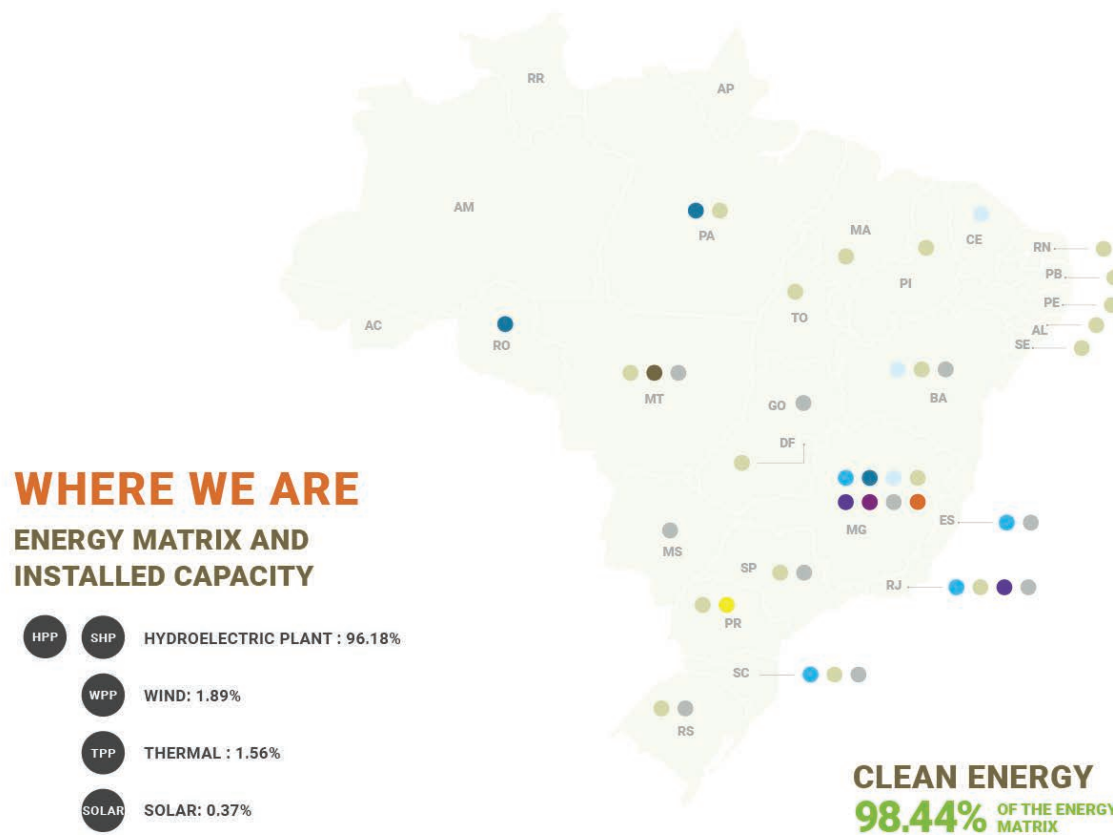 RR
AP
AM
PA
MA
CE
RN
PI
PB
PE
TO
AC
AL
RO
SE
MT
BA
GO
DF
WHERE WE ARE
ENERGY MATRIX AND
INSTALLED CAPACITY
MG
ES
MS
SP
RJ
PR
SC
RS
HPP SHP HYDROELECTRIC PLANT : 96.18%
WPP WIND: 1.89%
TPP THERMAL : 1.56%
SOLAR SOLAR: 0.37%
CLEAN ENERGY
98.44% OF THE ENERGY
MATRIX